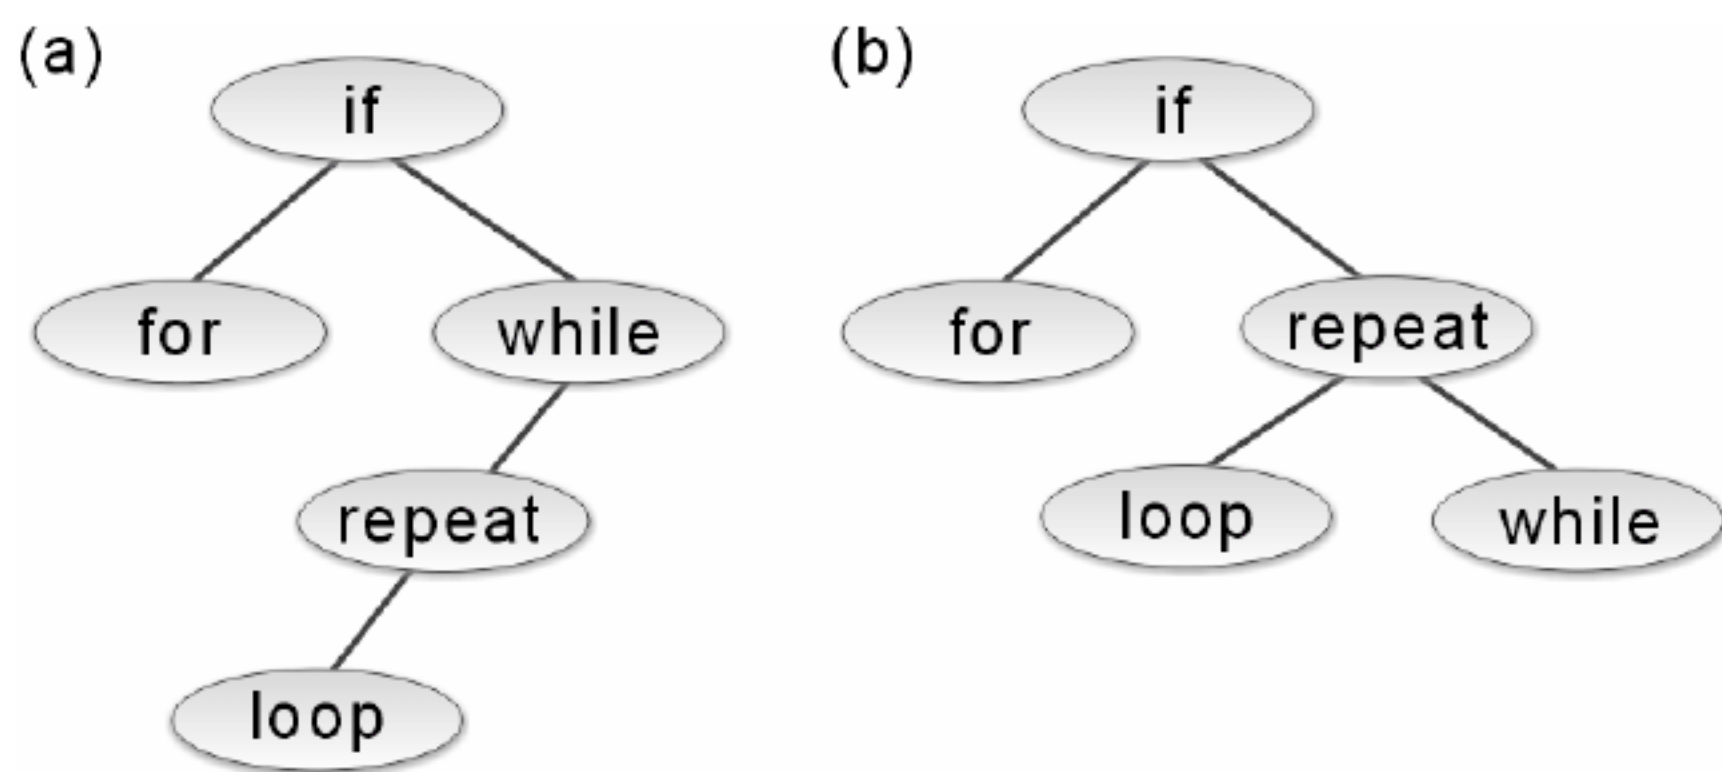 (a)
if
for
while
repeat
loop
(b)
if
for
repeat
loop
while